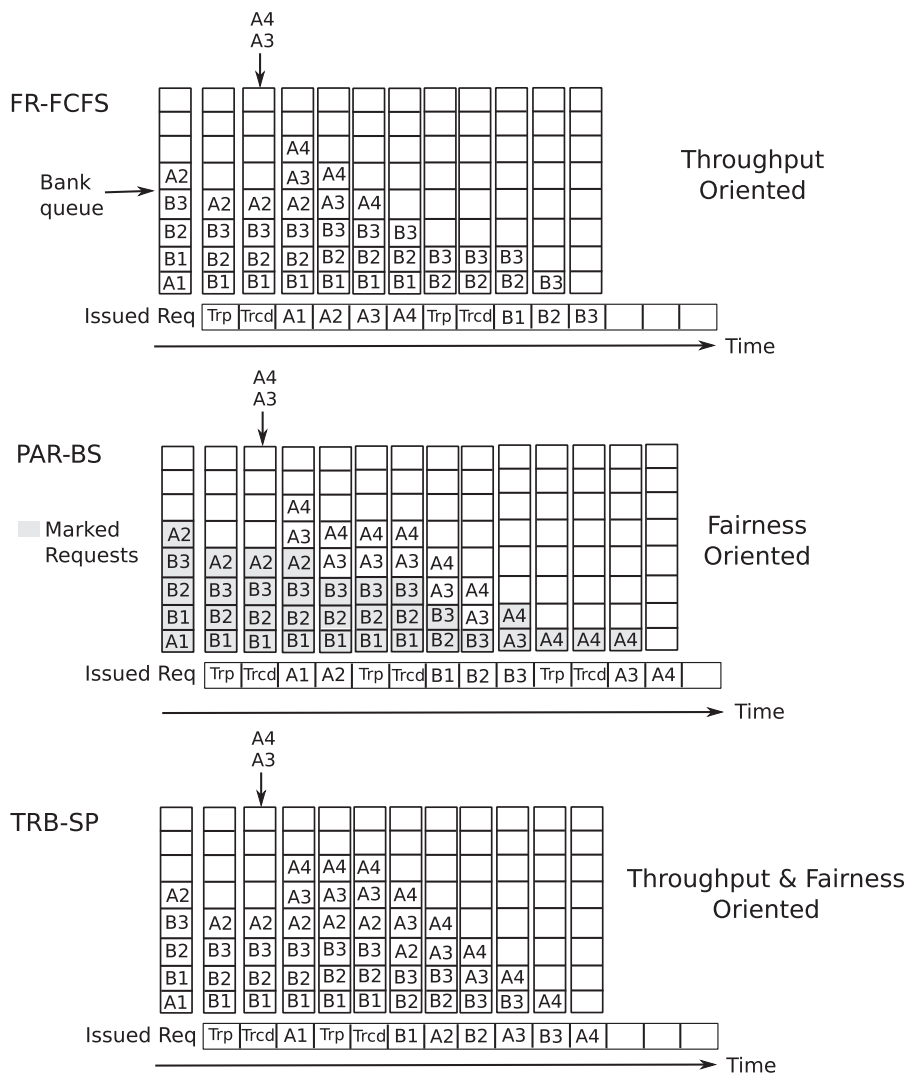 A4
A3
FR-FCFS
Throughput
Oriented
Bank
queue
A4
A2 A3 A4
B3 A2 A2 A2 A3 A4
B2 B3 B3 B3 B3 B3 B3
B1 B2 B2 B2 B2 B2 B2 B3 B3 B3
A1 B1 B1 B1 B1 B1 B1 B2 B2 B2 B3
Issued Req Trp Trcd A1 A2 A3 A4 Trp Trcd B1 B2 B3
Time
A4
A3
PAR-BS
Marked
Requests
Fairness
Oriented
A4
A2 A3 A4 A4 A4
B3 A2 A2 A2 A3 A3 A3 A4
B2 B3 B3 B3 B3 B3 B3 A3 A4
B1 B2 B2 B2 B2 B2 B2 B3 A3 A4
A1 B1 B1 B1 B1 B1 B1 B2 B3 A3 A4 A4 A4
Issued Req Trp Trcd A1 A2 Trp Trcd B1 B2 B3 Trp Trcd A3 A4
Time
A4
A3
TRB-SP
Throughput & Fairness
Oriented
A4 A4 A4
A2 A3 A3 A3 A4
B3 A2 A2 A2 A2 A2 A3 A4
B2 B3 B3 B3 B3 B3 A2 A3 A4
B1 B2 B2 B2 B2 B2 B3 B3 A3 A4
A1 B1 B1 B1 B1 B1 B2 B2 B3 B3 A4
Issued Req Trp Trcd A1 Trp Trcd B1 A2 B2 A3 B3 A4
Time